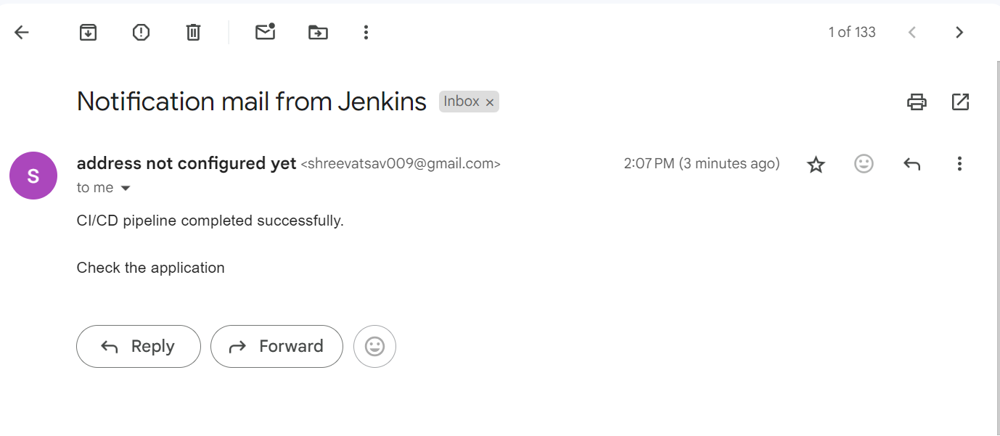 1 of 133
Notification mail from Jenkins Inbox ×
S
address not configured yet <shreevatsav009@gmail.com> 2:07 PM (3 minutes ago)
to me
CI/CD pipeline completed successfully.
Check the application
Reply Forward